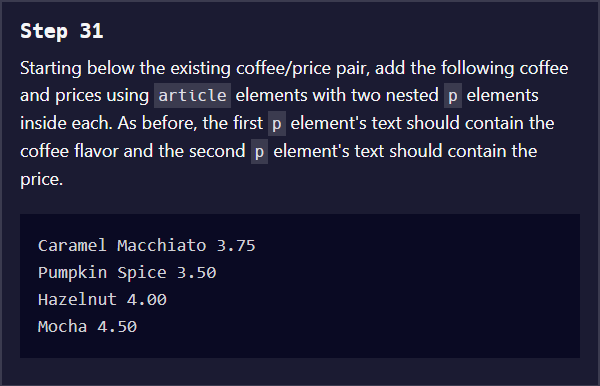 Step 31
Starting below the existing coffee/price pair, add the following coffee
and prices using article elements with two nested p elements
inside each. As before, the first p element's text should contain the
coffee flavor and the second p element's text should contain the
price.
Caramel Macchiato 3.75
Pumpkin Spice 3.50
Hazelnut 4.00
Mocha 4.50